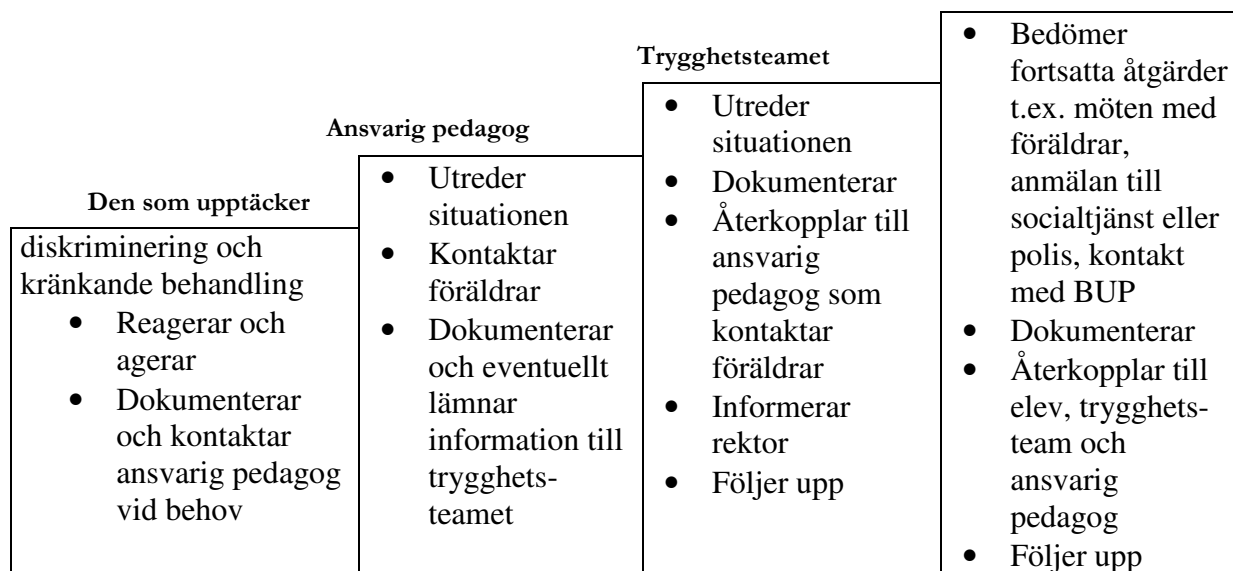 Den som upptäcker
diskriminering och
kränkande behandling
• Reagerar och
agerar
• Dokumenterar
och kontaktar
ansvarig pedagog
vid behov
Ansvarig pedagog
• Utreder
situationen
• Kontaktar
föräldrar
• Dokumenterar
och eventuellt
lämnar
information till
trygghets-
teamet
Trygghetsteamet
• Utreder
situationen
• Dokumenterar
• Återkopplar till
ansvarig
pedagog som
kontaktar
föräldrar
• Informerar
rektor
• Följer upp
• Bedömer
fortsatta åtgärder
t.ex. möten med
föräldrar,
anmälan till
socialtjänst eller
polis, kontakt
med BUP
• Dokumenterar
• Återkopplar till
elev, trygghets-
team och
ansvarig
pedagog
• Följer upp